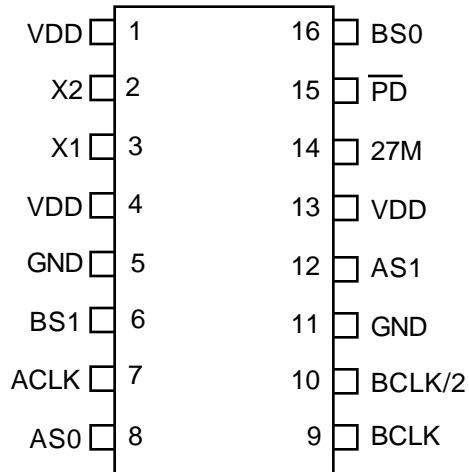 VDD 1 16 BS0
X2 2 15 P̅D̅
X1 3 14 27M
VDD 4 13 VDD
GND 5 12 AS1
BS1 6 11 GND
ACLK 7 10 BCLK/2
AS0 8 9 BCLK